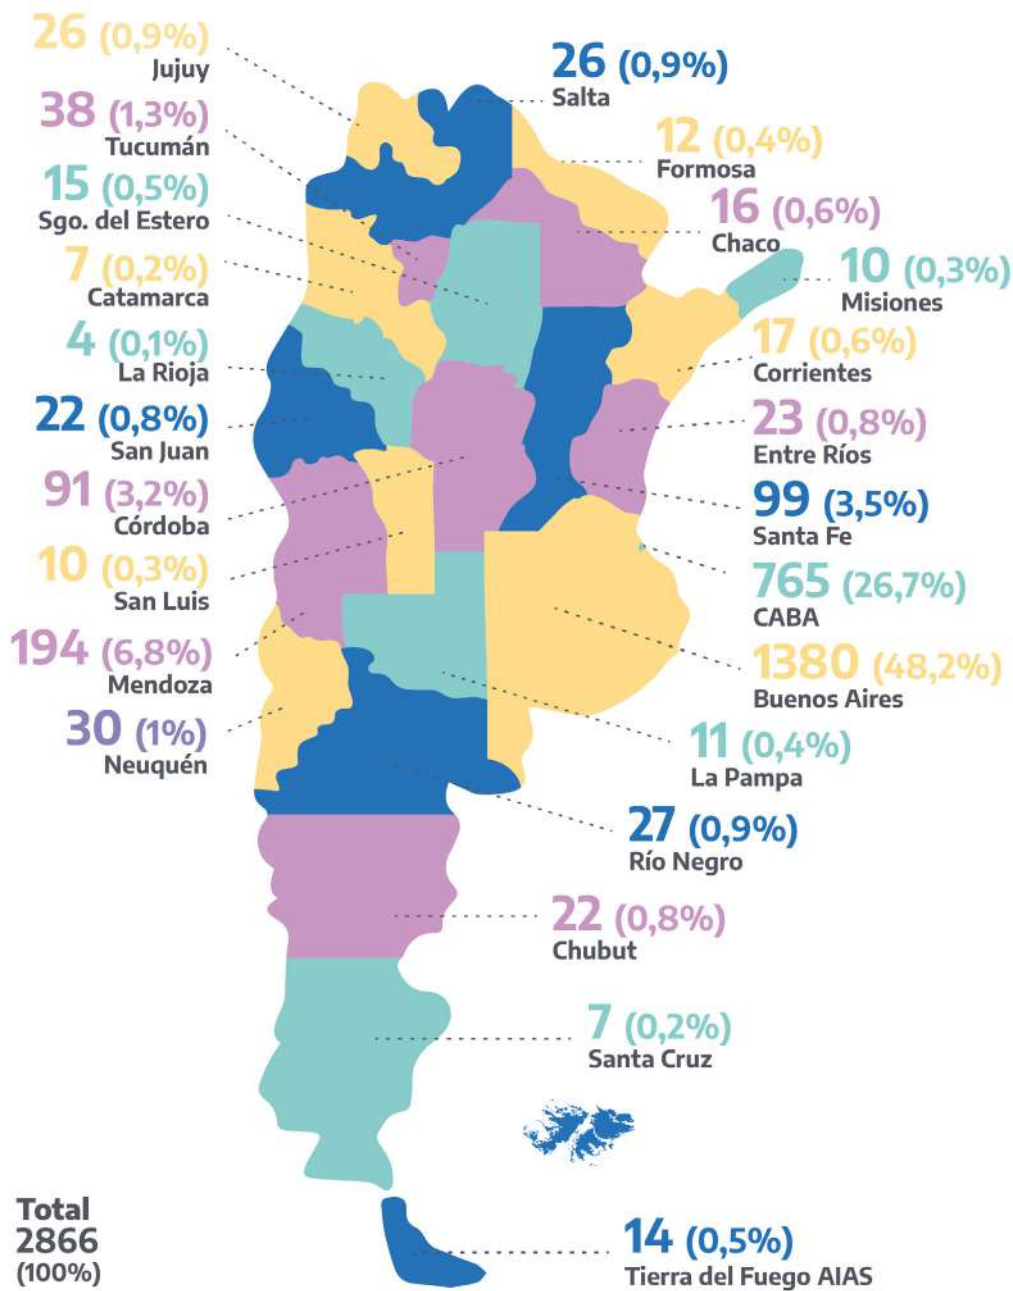 26 (0,9%)
Jujuy
38 (1,3%)
Tucumán
15 (0,5%)
Sgo. del Estero
7 (0,2%)
Catamarca
4 (0,1%)
La Rioja
22 (0,8%)
San Juan
91 (3,2%)
Córdoba
10 (0,3%)
San Luis
194 (6,8%)
Mendoza
30 (1%)
Neuquén
26 (0,9%)
Salta
12 (0,4%)
Formosa
16 (0,6%)
Chaco
10 (0,3%)
Misiones
17 (0,6%)
Corrientes
23 (0,8%)
Entre Ríos
99 (3,5%)
Santa Fe
765 (26,7%)
CABA
1380 (48,2%)
Buenos Aires
11 (0,4%)
La Pampa
27 (0,9%)
Río Negro
22 (0,8%)
Chubut
7 (0,2%)
Santa Cruz
14 (0,5%)
Tierra del Fuego AIAS
Total
2866
(100%)